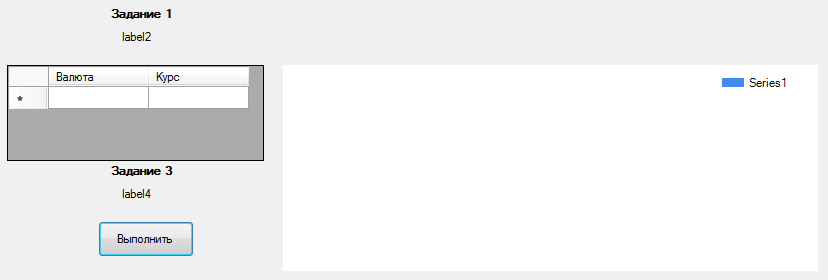 Задание 1
label2
Валюта Курс
*
Задание 3
label4
Выполнить
Series1